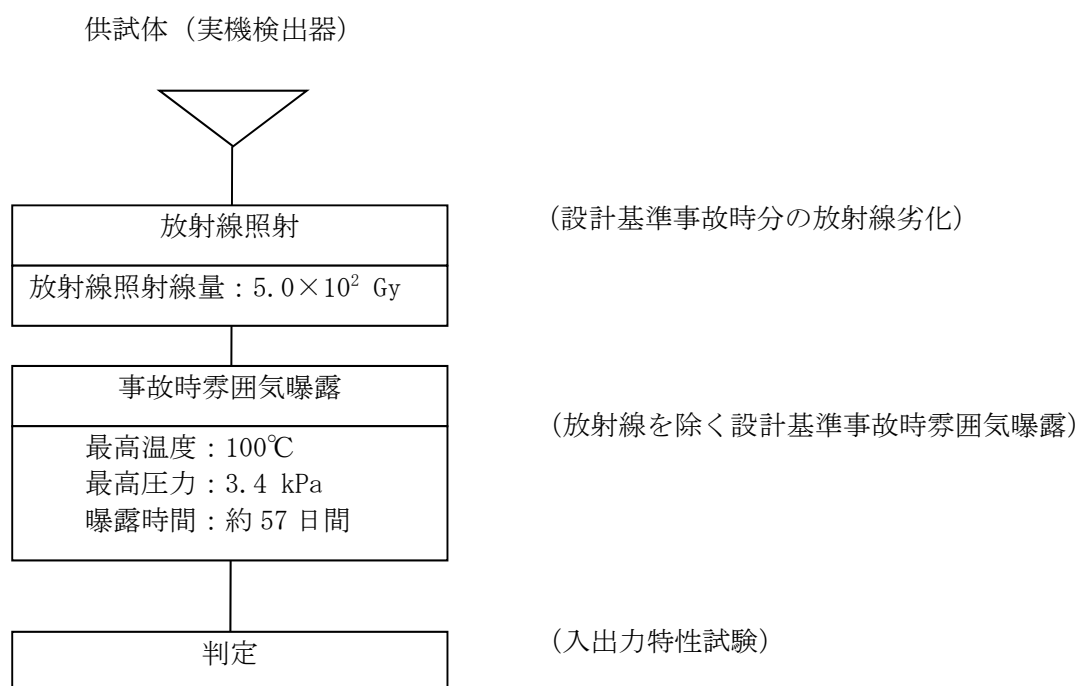 供試体（実機検出器）
放射線照射
（設計基準事故時分の放射線劣化）
放射線照射線量：5.0×10² Gy
事故時雰囲気曝露
（放射線を除く設計基準事故時雰囲気曝露）
最高温度：100℃
最高圧力：3.4 kPa
曝露時間：約 57 日間
判定
（入出力特性試験）